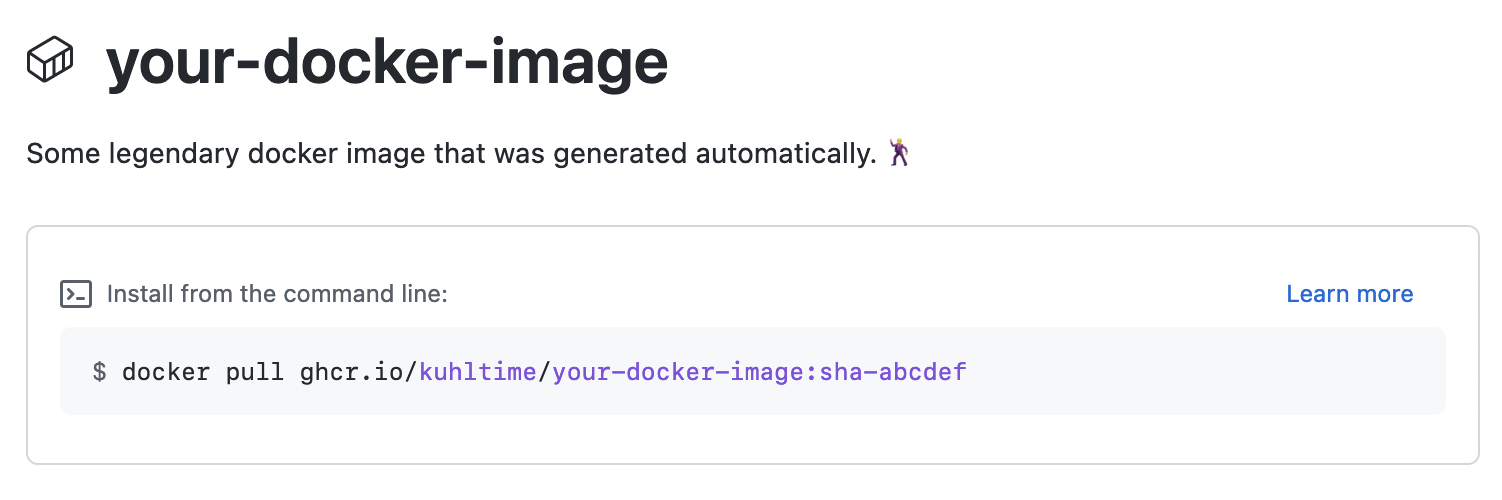 your-docker-image
Some legendary docker image that was generated automatically. 🕺
Install from the command line:
Learn more
$ docker pull ghcr.io/kuhltime/your-docker-image:sha-abcdef